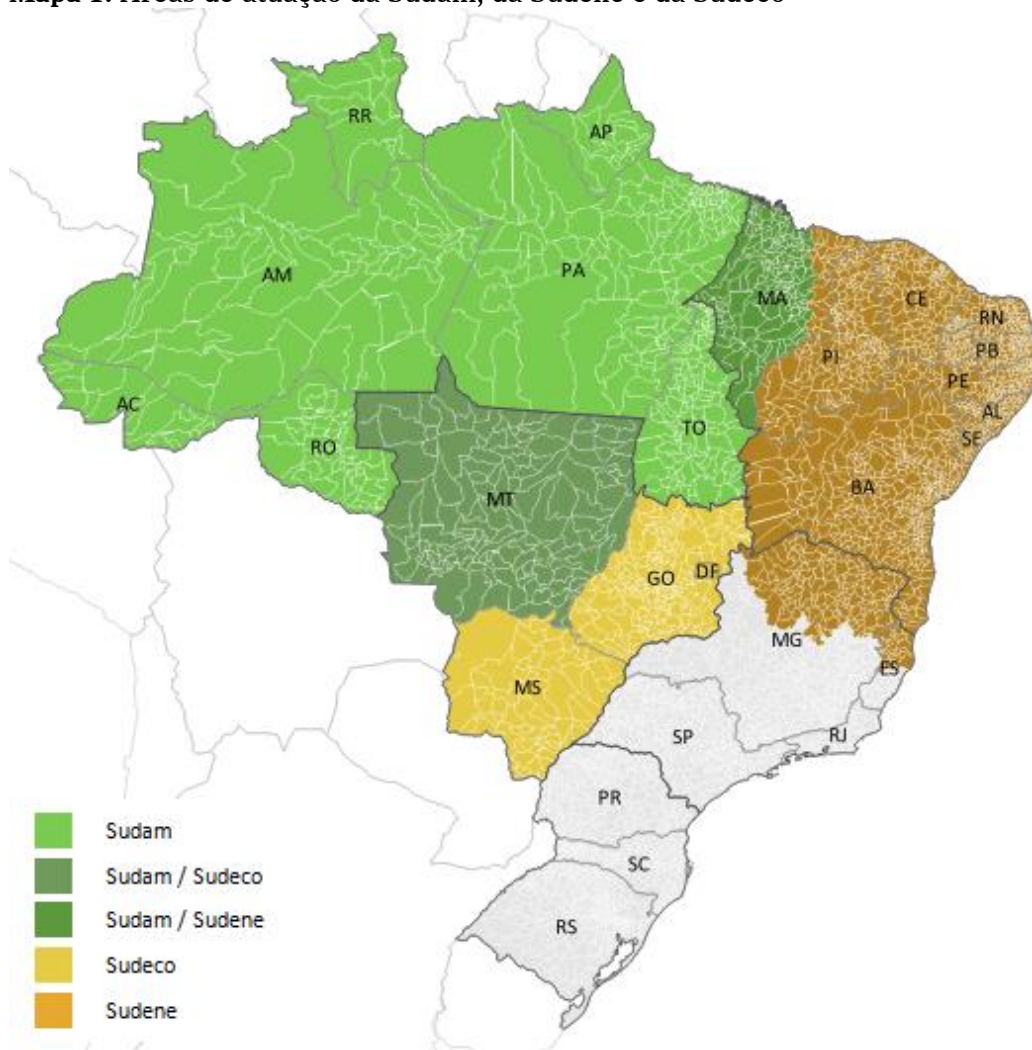 Mapa 1: Áreas de atuação da Sudam, da Sudene e da Sudeco
RR
AP
AM
PA
MA
CE
RN
PB
PI
PE
AC
TO
AL
RO
SE
MT
BA
GO
DF
MG
MS
ES
SP
RJ
PR
SC
RS
Sudam
Sudam / Sudeco
Sudam / Sudene
Sudeco
Sudene